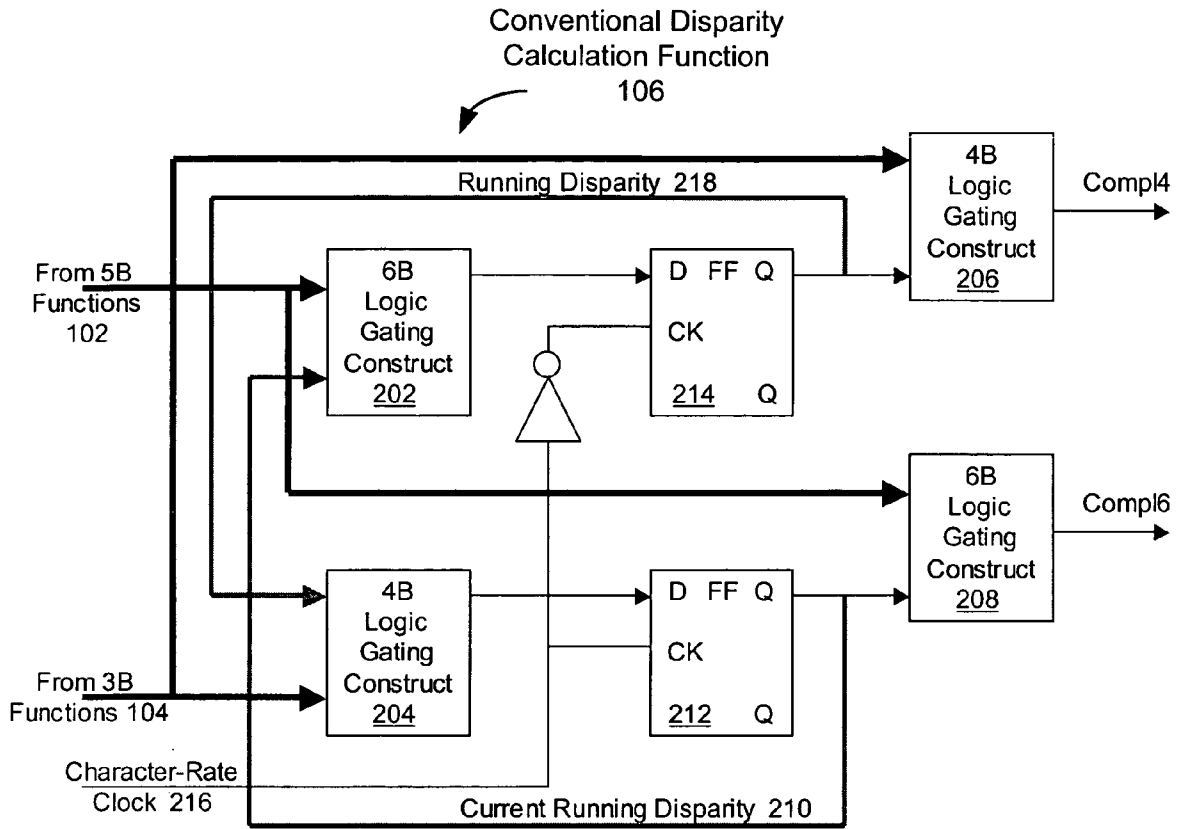 Conventional Disparity
Calculation Function
106
4B
Logic
Gating
Construct
206
Compl4
Running Disparity 218
From 5B
Functions
102
6B
Logic
Gating
Construct
202
D FF Q
CK
214 Q
6B
Logic
Gating
Construct
208
Compl6
4B
Logic
Gating
Construct
204
D FF Q
CK
212 Q
From 3B
Functions 104
Character-Rate
Clock 216
Current Running Disparity 210